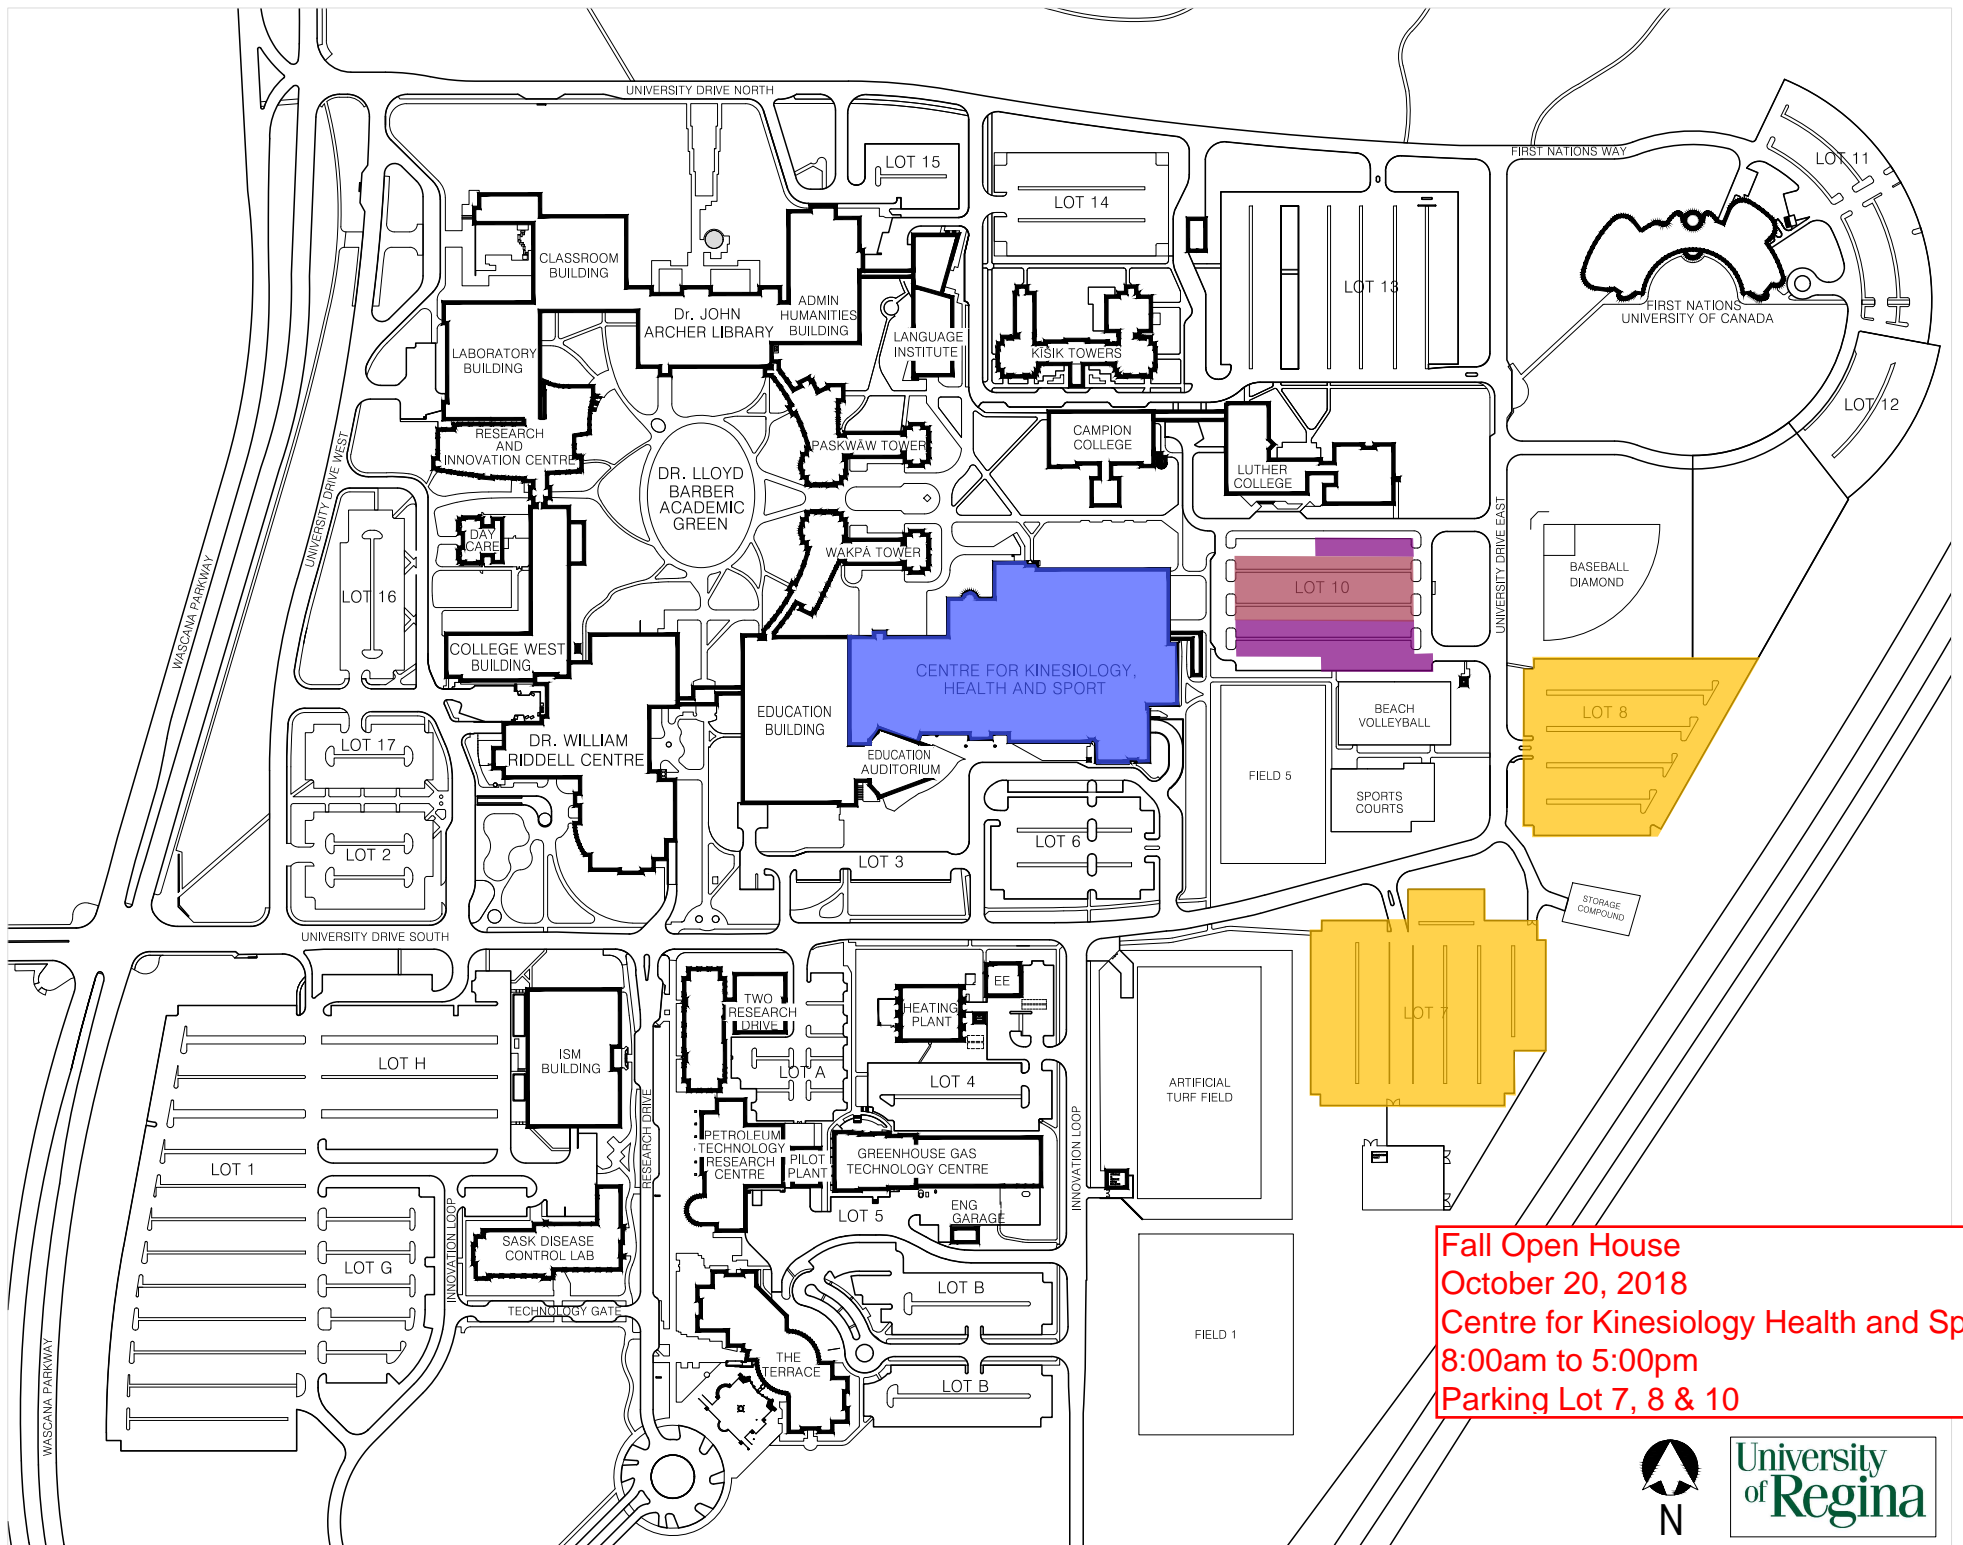 UNIVERSITY DRIVE NORTH
FIRST NATIONS WAY
LOT 11
LOT 15
LOT 14
LOT 13
CLASSROOM
BUILDING
Dr. JOHN
ARCHER LIBRARY
ADMIN
HUMANITIES
BUILDING
LANGUAGE
INSTITUTE
KĪSIK TOWERS
FIRST NATIONS
UNIVERSITY OF CANADA
LOT 12
LABORATORY
BUILDING
RESEARCH
AND
INNOVATION CENTRE
PASKWĀW TOWER
CAMPION
COLLEGE
LUTHER
COLLEGE
DR. LLOYD
BARBER
ACADEMIC
GREEN
UNIVERSITY DRIVE WEST
UNIVERSITY DRIVE EAST
DAY
CARE
WAKPĀ TOWER
LOT 10
BASEBALL
DIAMOND
WASCANA PARKWAY
LOT 16
COLLEGE WEST
BUILDING
CENTRE FOR KINESIOLOGY,
HEALTH AND SPORT
EDUCATION
BUILDING
BEACH
VOLLEYBALL
LOT 8
LOT 17
DR. WILLIAM
RIDDELL CENTRE
EDUCATION
AUDITORIUM
FIELD 5
SPORTS
COURTS
LOT 2
LOT 3
LOT 6
STORAGE
COMPOUND
UNIVERSITY DRIVE SOUTH
TWO
RESEARCH
DRIVE
HEATING
PLANT
EE
LOT 7
LOT H
ISM
BUILDING
LOT A
LOT 4
ARTIFICIAL
TURF FIELD
RESEARCH DRIVE
INNOVATION LOOP
LOT 1
PETROLEUM
TECHNOLOGY
RESEARCH
CENTRE
PILOT
PLANT
GREENHOUSE GAS
TECHNOLOGY CENTRE
LOT 5
ENG
GARAGE
INNOVATION LOOP
SASK DISEASE
CONTROL LAB
LOT G
TECHNOLOGY GATE
LOT B
FIELD 1
THE
TERRACE
LOT B
WASCANA PARKWAY
Fall Open House
October 20, 2018
Centre for Kinesiology Health and Sp
8:00am to 5:00pm
Parking Lot 7, 8 & 10
N
University
of Regina